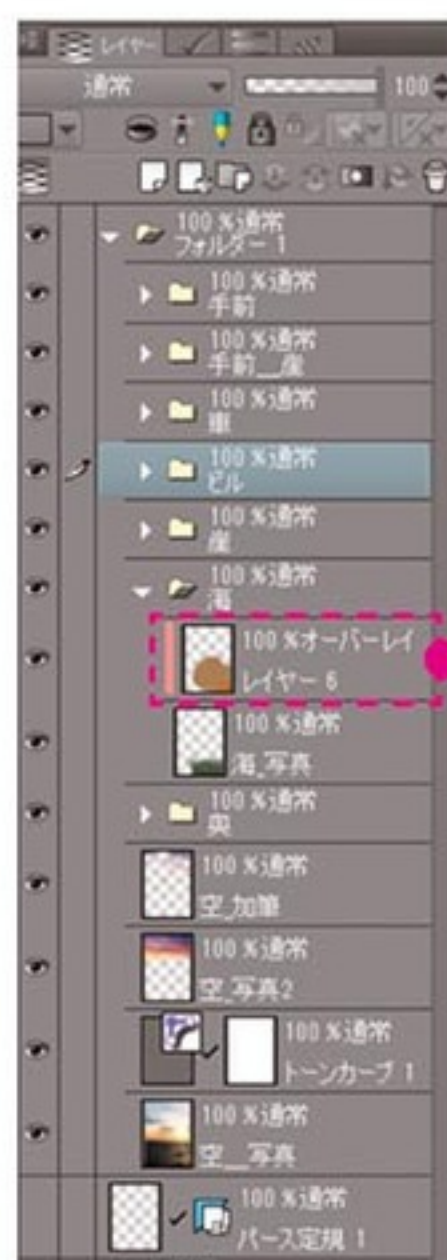 レイヤー
通常 100
100 %通常
フォルダー 1
100 %通常
手前
100 %通常
手前__崖
100 %通常
車
100 %通常
ビル
100 %通常
崖
100 %通常
海
100 %オーバーレイ
レイヤー 6
100 %通常
海_写真
100 %通常
奥
100 %通常
空_加筆
100 %通常
空_写真2
100 %通常
トーンカーブ 1
100 %通常
空__写真
100 %通常
パース定規 1